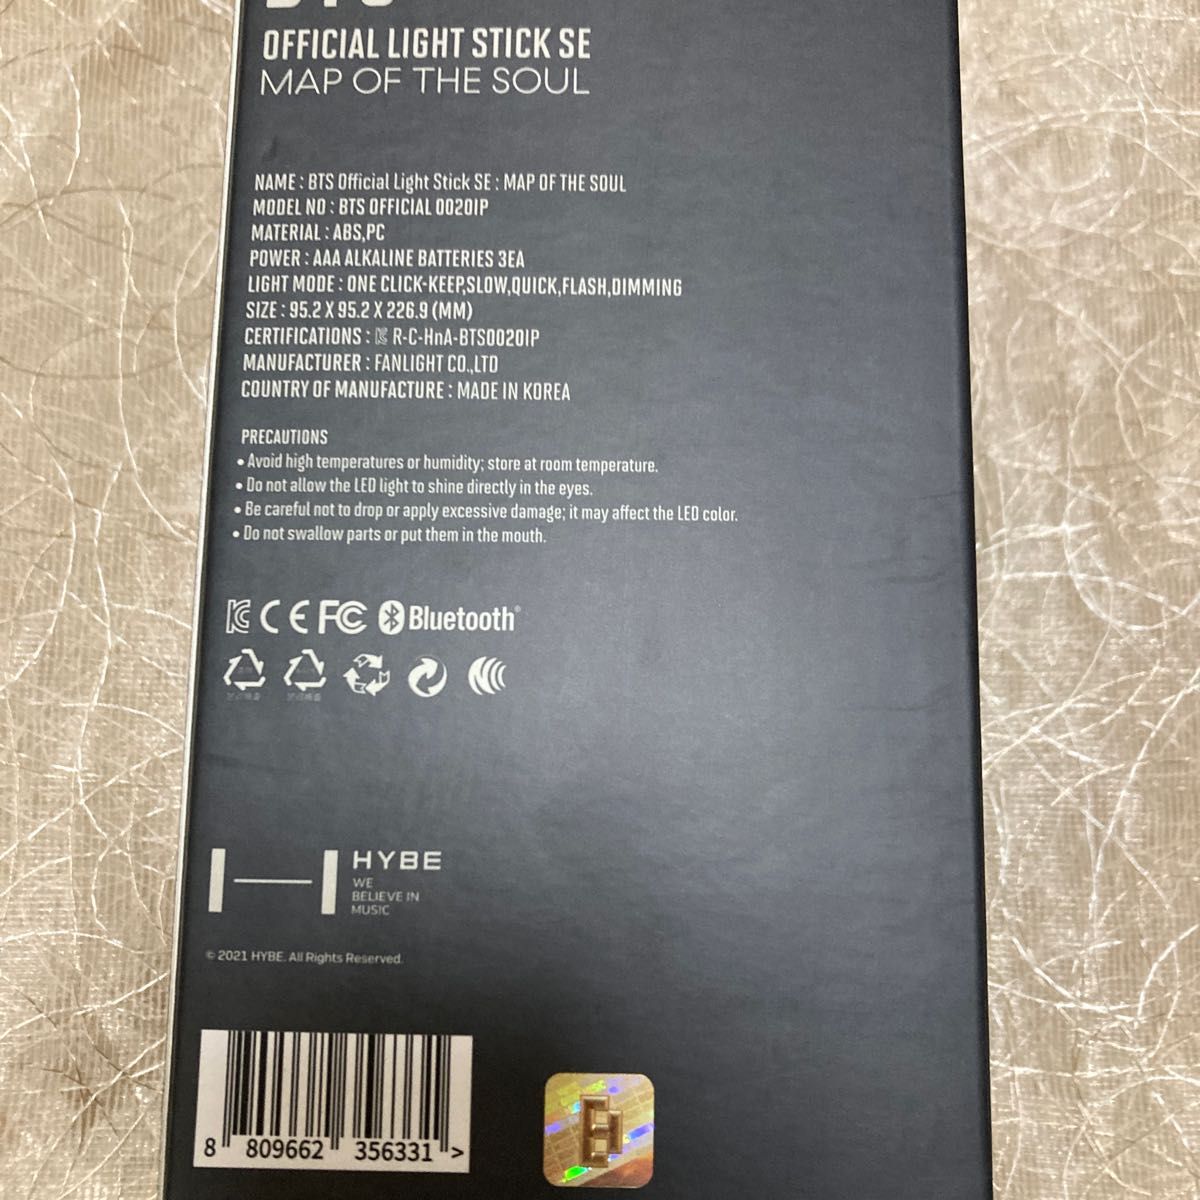 BTS
OFFICIAL LIGHT STICK SE
MAP OF THE SOUL
NAME : BTS Official Light Stick SE : MAP OF THE SOUL
MODEL NO : BTS OFFICIAL 0020IP
MATERIAL : ABS,PC
POWER : AAA ALKALINE BATTERIES 3EA
LIGHT MODE : ONE CLICK-KEEP,SLOW,QUICK,FLASH,DIMMING
SIZE : 95.2 X 95.2 X 226.9 (MM)
CERTIFICATIONS : R-C-HnA-BTS0020IP
MANUFACTURER : FANLIGHT CO.,LTD
COUNTRY OF MANUFACTURE : MADE IN KOREA
PRECAUTIONS
• Avoid high temperatures or humidity; store at room temperature.
• Do not allow the LED light to shine directly in the eyes.
• Be careful not to drop or apply excessive damage; it may affect the LED color.
• Do not swallow parts or put them in the mouth.
CE FC Bluetooth®
HYBE
WE
BELIEVE IN
MUSIC
© 2021 HYBE. All Rights Reserved.
8 809662 356331 >